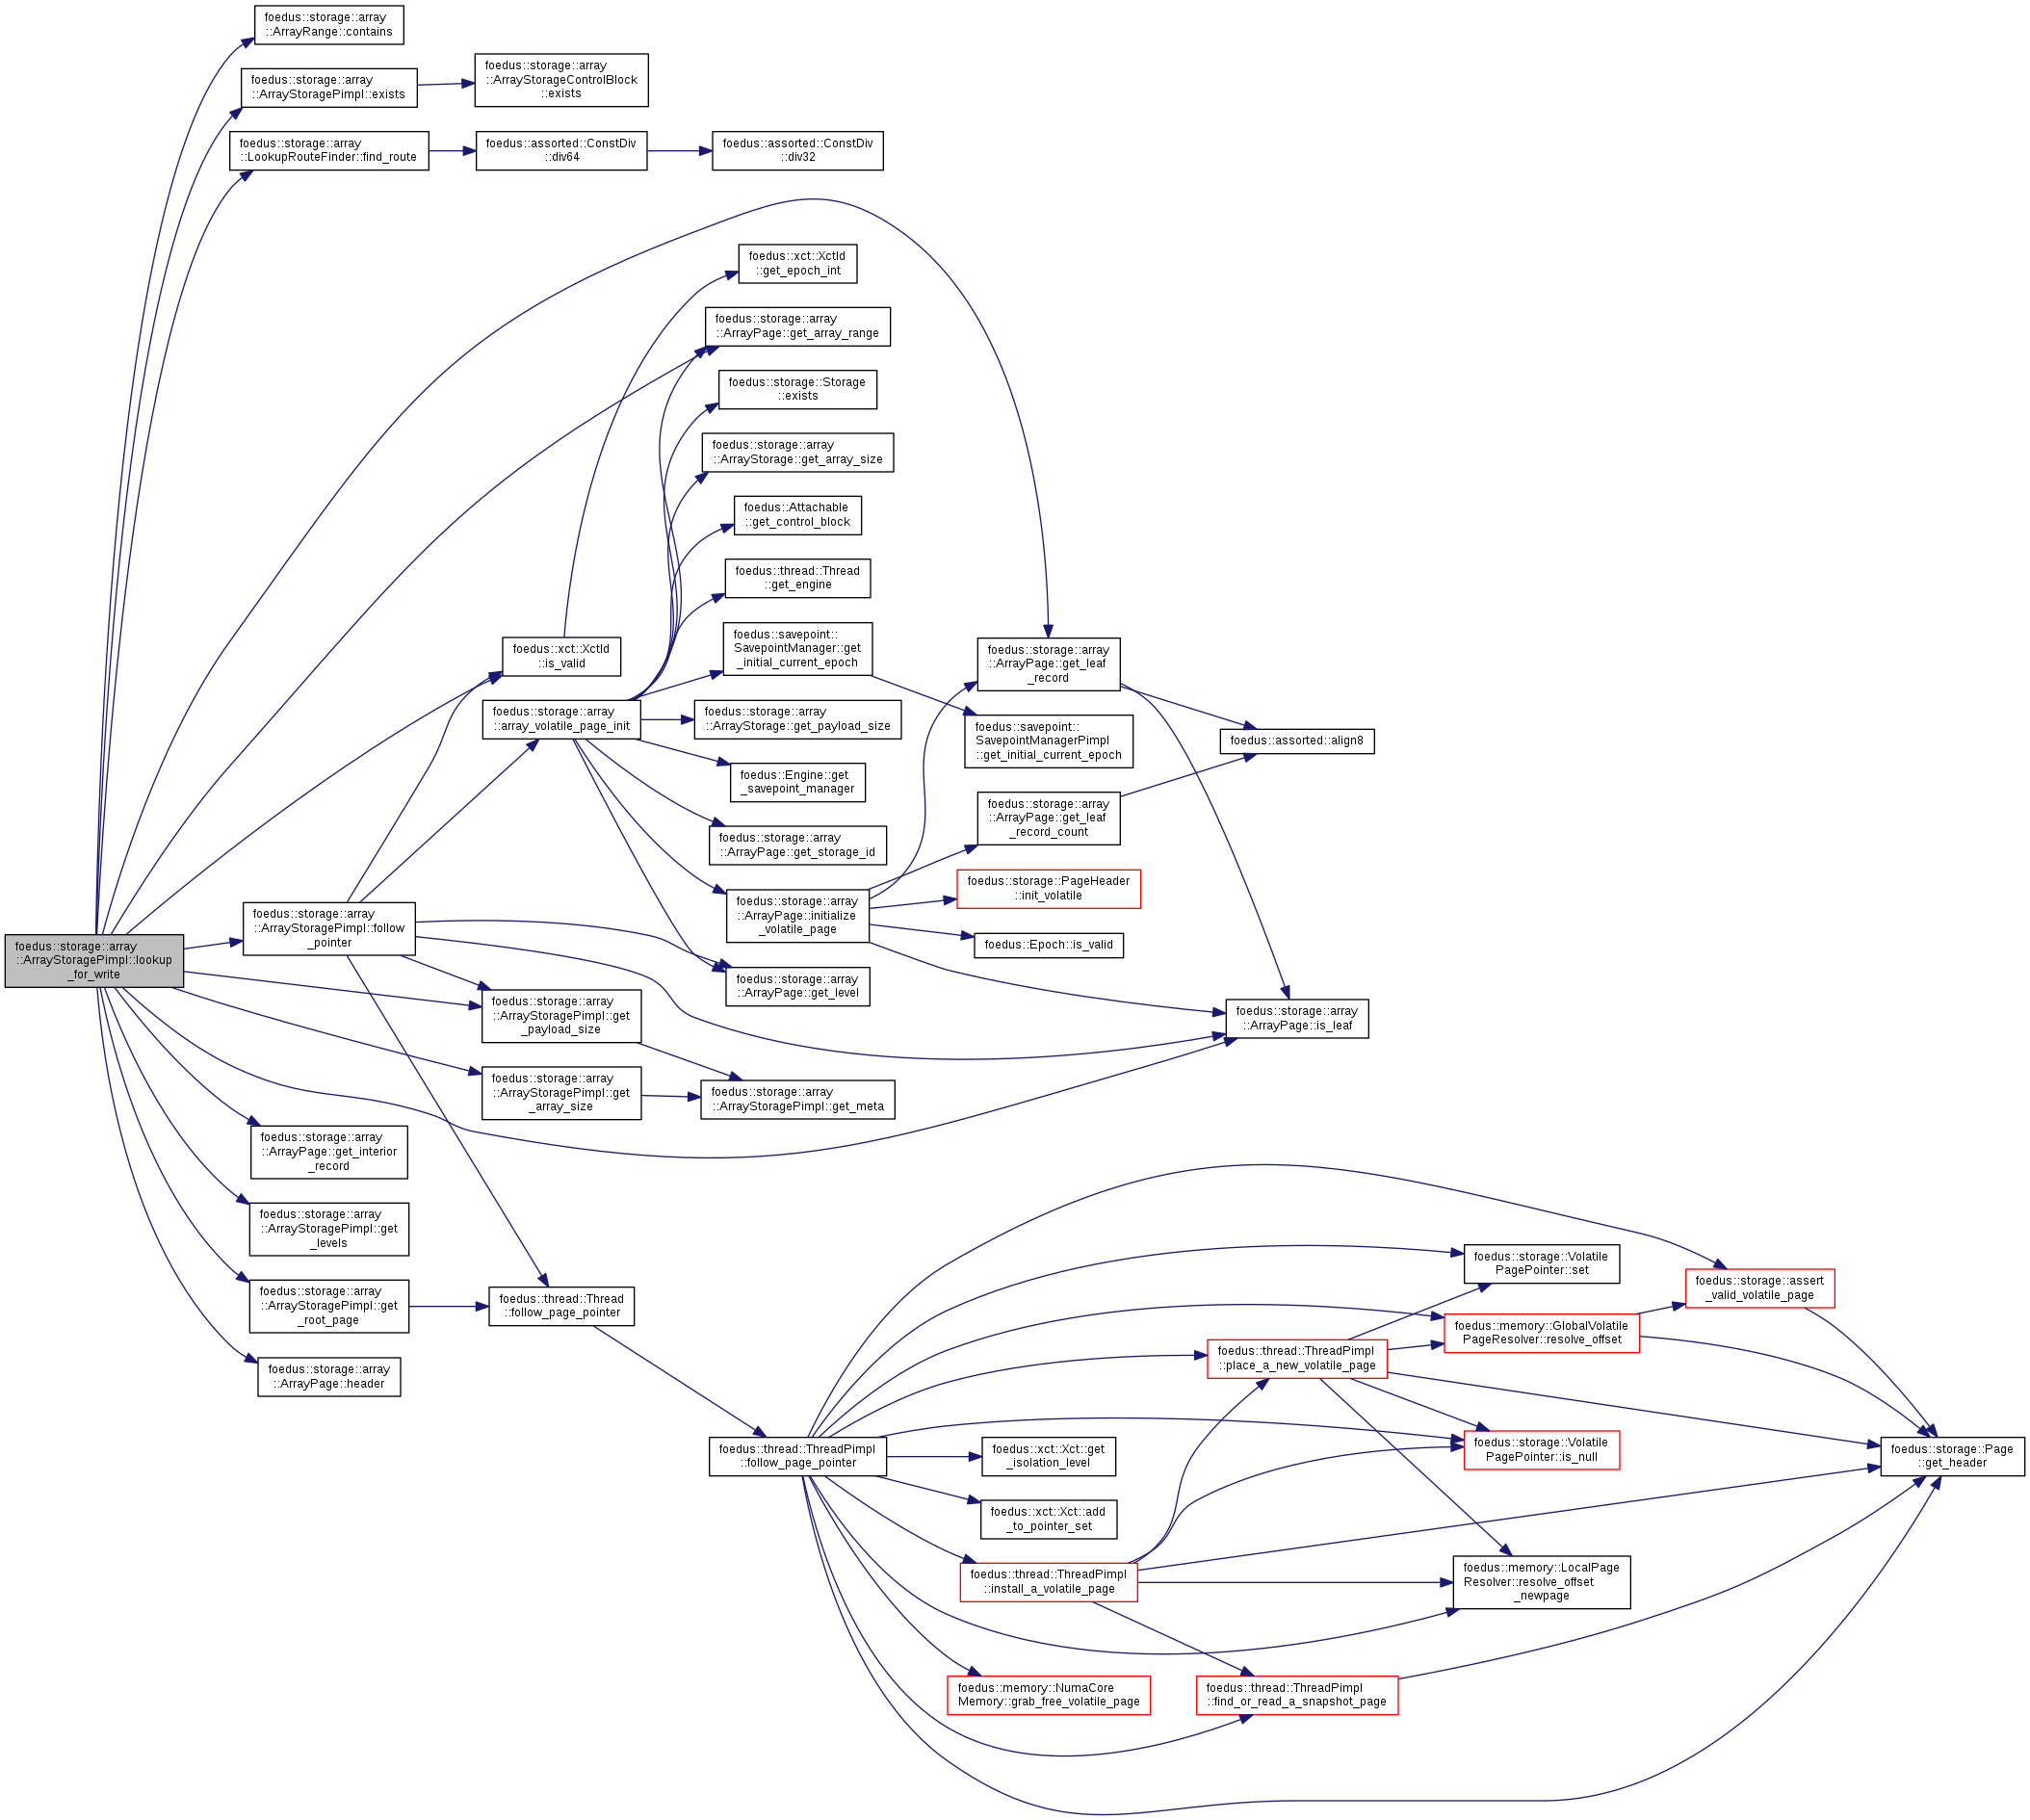 foedus::storage::array
::ArrayRange::contains
foedus::storage::array
::ArrayStoragePimpl::exists
foedus::storage::array
::ArrayStorageControlBlock
::exists
foedus::storage::array
::LookupRouteFinder::find_route
foedus::assorted::ConstDiv
::div64
foedus::assorted::ConstDiv
::div32
foedus::xct::XctId
::get_epoch_int
foedus::storage::array
::ArrayPage::get_array_range
foedus::storage::Storage
::exists
foedus::storage::array
::ArrayStorage::get_array_size
foedus::Attachable
::get_control_block
foedus::thread::Thread
::get_engine
foedus::xct::XctId
::is_valid
foedus::savepoint::
SavepointManager::get
_initial_current_epoch
foedus::storage::array
::ArrayPage::get_leaf
_record
foedus::storage::array
::array_volatile_page_init
foedus::storage::array
::ArrayStorage::get_payload_size
foedus::savepoint::
SavepointManagerPimpl
::get_initial_current_epoch
foedus::assorted::align8
foedus::Engine::get
_savepoint_manager
foedus::storage::array
::ArrayPage::get_leaf
_record_count
foedus::storage::array
::ArrayPage::get_storage_id
foedus::storage::PageHeader
::init_volatile
foedus::storage::array
::ArrayPage::initialize
_volatile_page
foedus::storage::array
::ArrayStoragePimpl::follow
_pointer
foedus::Epoch::is_valid
foedus::storage::array
::ArrayStoragePimpl::lookup
_for_write
foedus::storage::array
::ArrayPage::get_level
foedus::storage::array
::ArrayStoragePimpl::get
_payload_size
foedus::storage::array
::ArrayPage::is_leaf
foedus::storage::array
::ArrayStoragePimpl::get
_array_size
foedus::storage::array
::ArrayStoragePimpl::get_meta
foedus::storage::array
::ArrayPage::get_interior
_record
foedus::storage::array
::ArrayStoragePimpl::get
_levels
foedus::storage::array
::ArrayStoragePimpl::get
_root_page
foedus::thread::Thread
::follow_page_pointer
foedus::storage::array
::ArrayPage::header
foedus::storage::Volatile
PagePointer::set
foedus::storage::assert
_valid_volatile_page
foedus::memory::GlobalVolatile
PageResolver::resolve_offset
foedus::thread::ThreadPimpl
::place_a_new_volatile_page
foedus::thread::ThreadPimpl
::follow_page_pointer
foedus::xct::Xct::get
_isolation_level
foedus::storage::Volatile
PagePointer::is_null
foedus::storage::Page
::get_header
foedus::xct::Xct::add
_to_pointer_set
foedus::thread::ThreadPimpl
::install_a_volatile_page
foedus::memory::LocalPage
Resolver::resolve_offset
_newpage
foedus::memory::NumaCore
Memory::grab_free_volatile_page
foedus::thread::ThreadPimpl
::find_or_read_a_snapshot_page